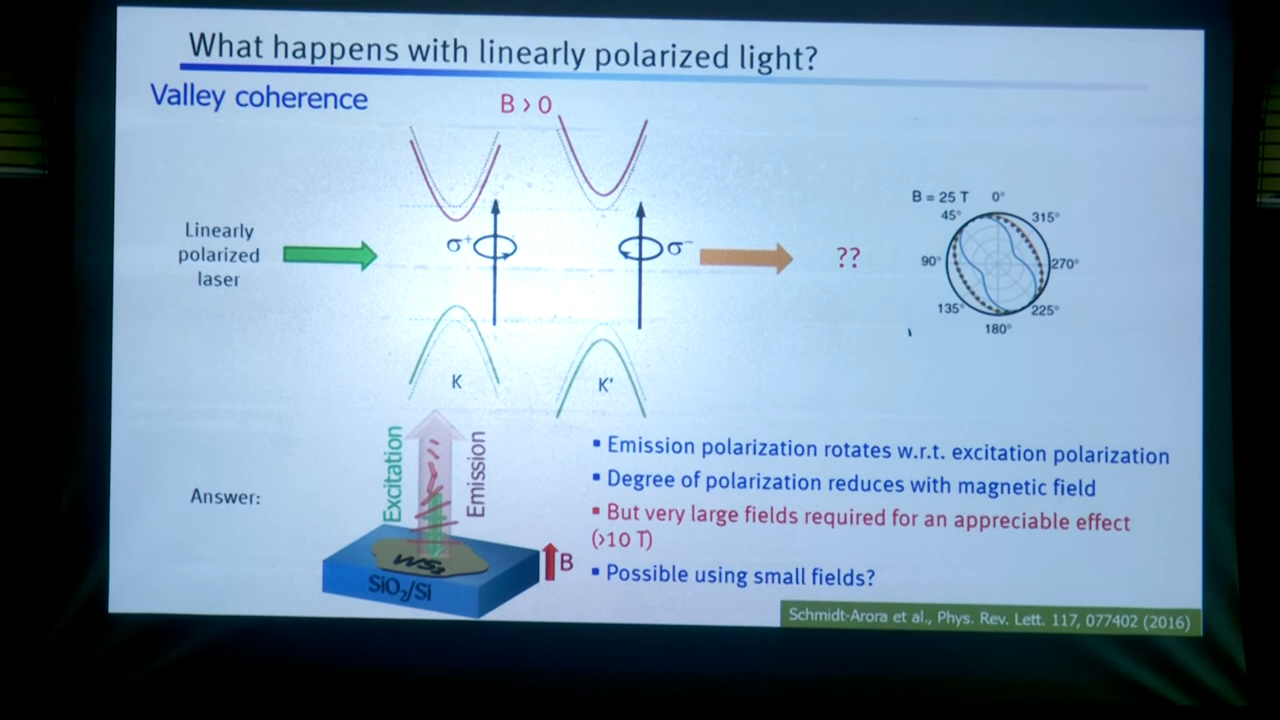 What happens with linearly polarized light?
Valley coherence
B > 0
Linearly
polarized
laser
σ⁺
σ⁻
??
K
K'
B = 25 T
0°
45°
315°
90°
270°
135°
225°
180°
Answer:
Excitation
Emission
WS₂
SiO₂/Si
B
▪ Emission polarization rotates w.r.t. excitation polarization
▪ Degree of polarization reduces with magnetic field
▪ But very large fields required for an appreciable effect
(>10 T)
▪ Possible using small fields?
Schmidt-Arora et al., Phys. Rev. Lett. 117, 077402 (2016)